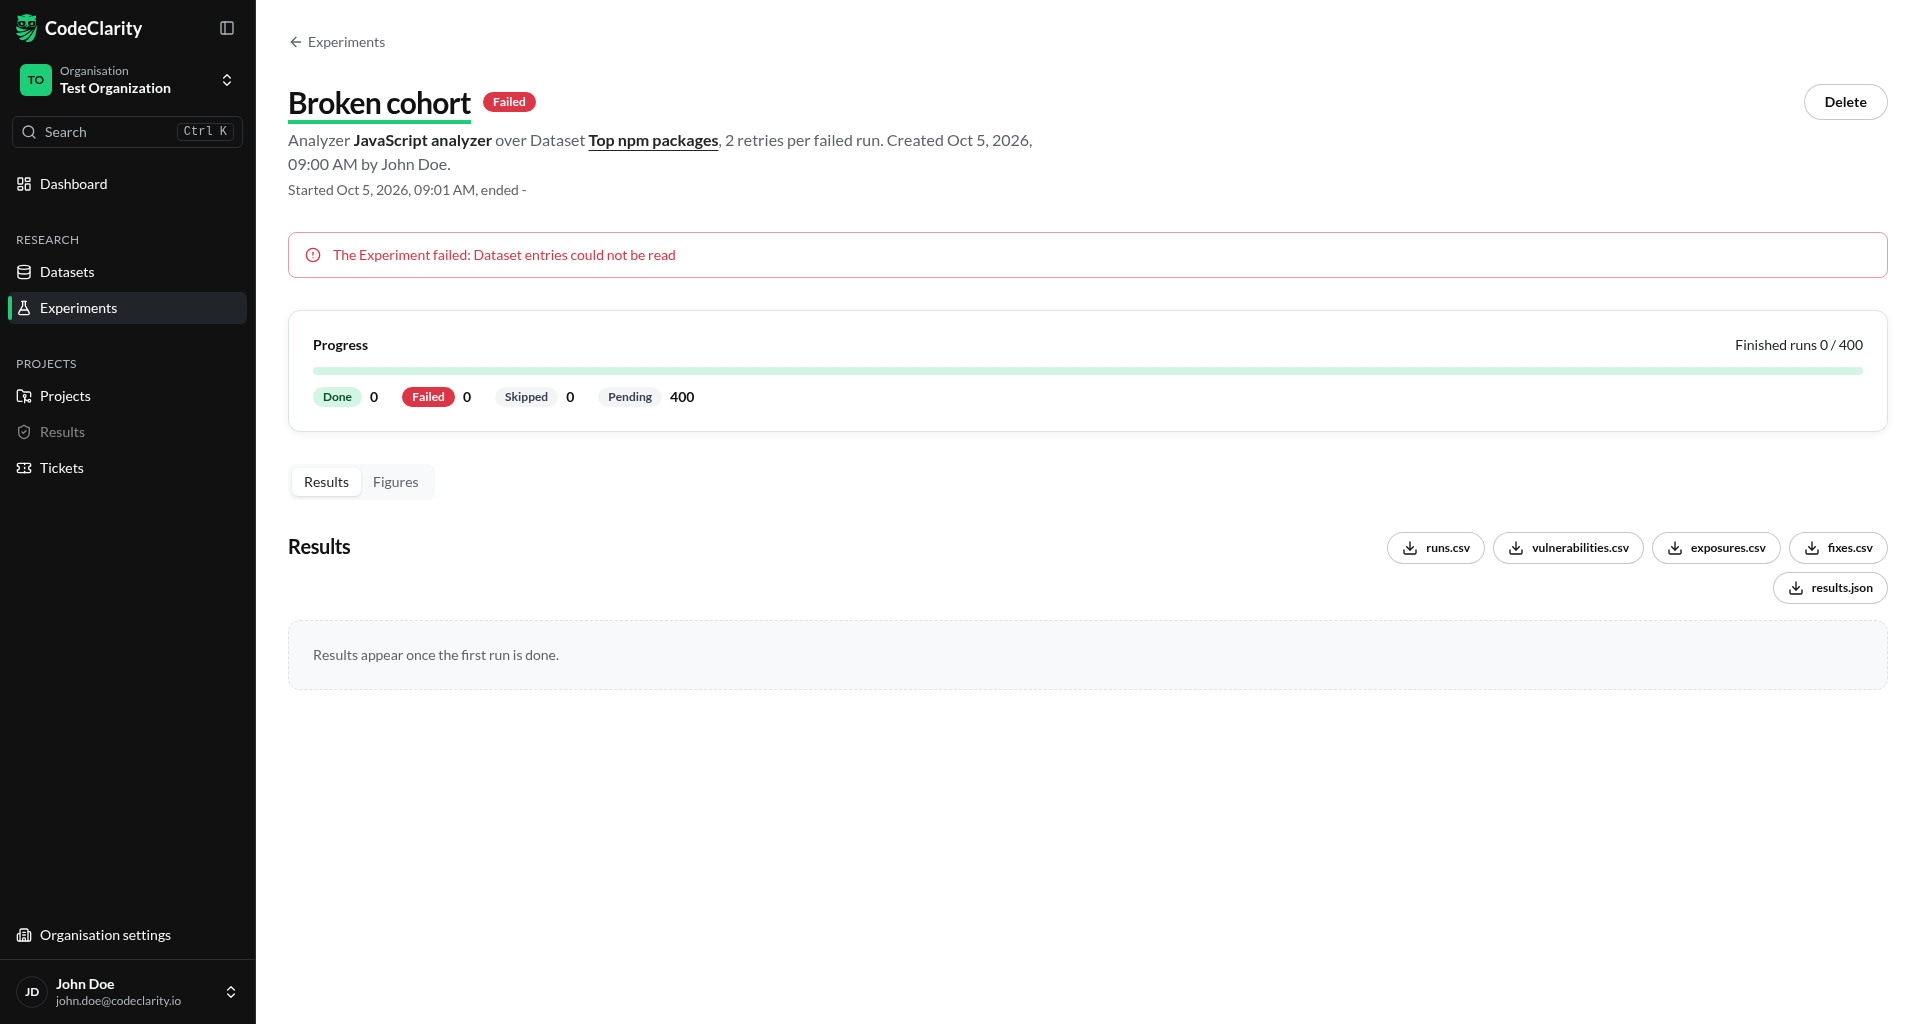 CodeClarity
TO
Organisation
Test Organization
Search
Ctrl K
Dashboard
RESEARCH
Datasets
Experiments
PROJECTS
Projects
Results
Tickets
Organisation settings
JD
John Doe
john.doe@codeclarity.io
Experiments
Broken cohort
Failed
Delete
Analyzer JavaScript analyzer over Dataset Top npm packages, 2 retries per failed run. Created Oct 5, 2026,
09:00 AM by John Doe.
Started Oct 5, 2026, 09:01 AM, ended -
The Experiment failed: Dataset entries could not be read
Progress
Finished runs 0 / 400
Done 0 Failed 0 Skipped 0 Pending 400
Results Figures
Results
runs.csv vulnerabilities.csv exposures.csv fixes.csv
results.json
Results appear once the first run is done.